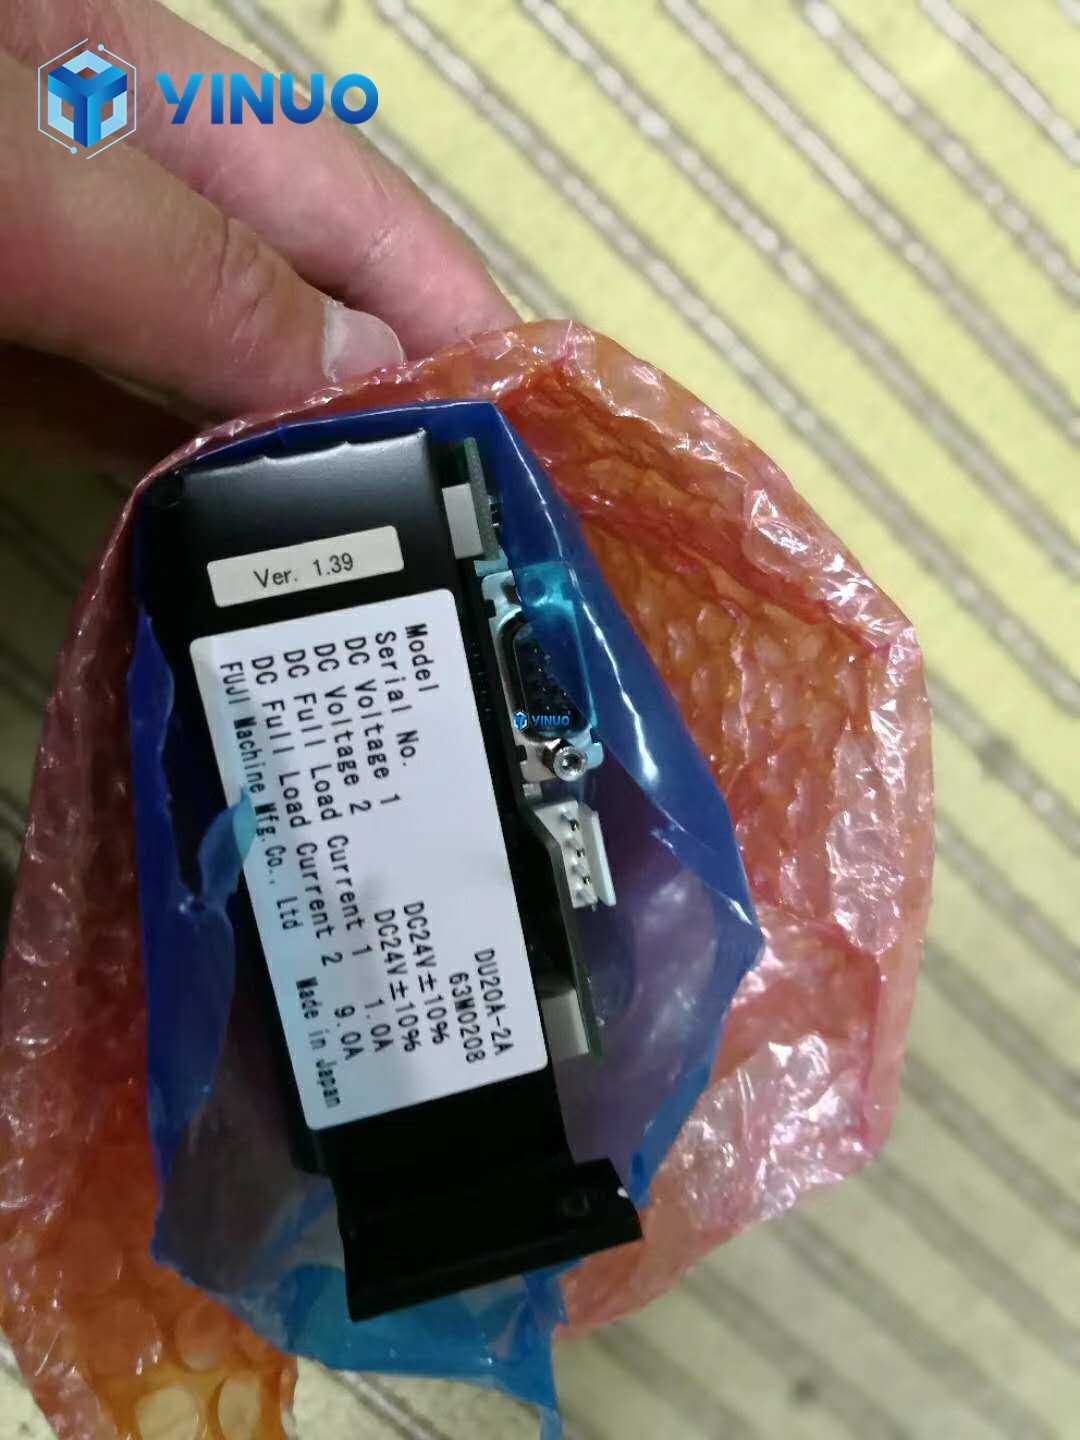 YINUO
Ver. 1.39
Model DU20A-2A
Serial No. 63M0208
DC Voltage 1 DC24V±10%
DC Voltage 2 DC24V±10%
DC Full Load Current 1 1.0A
DC Full Load Current 2 9.0A
FUJI Machine Mfg.Co., Ltd Made in Japan
YINUO